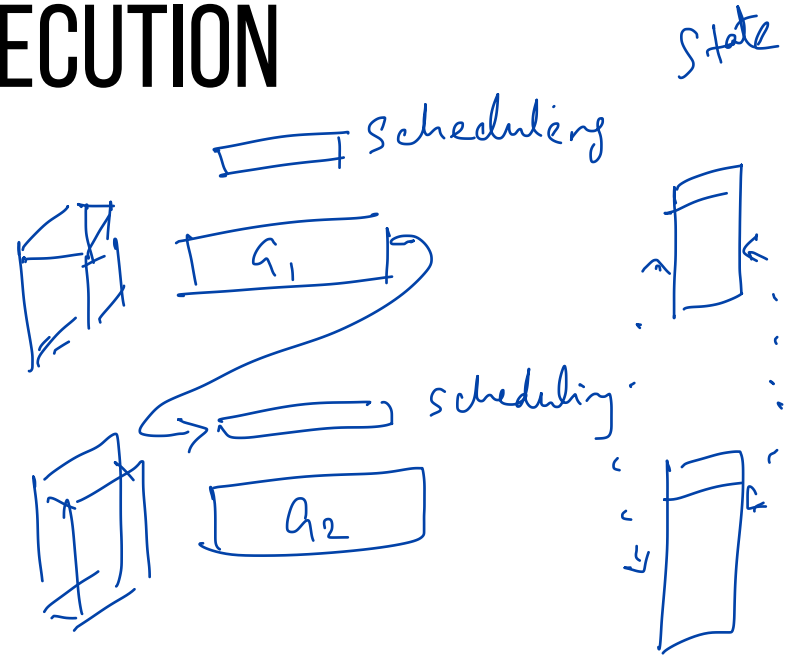 ECUTION
State
Scheduling
G1
scheduling
G2